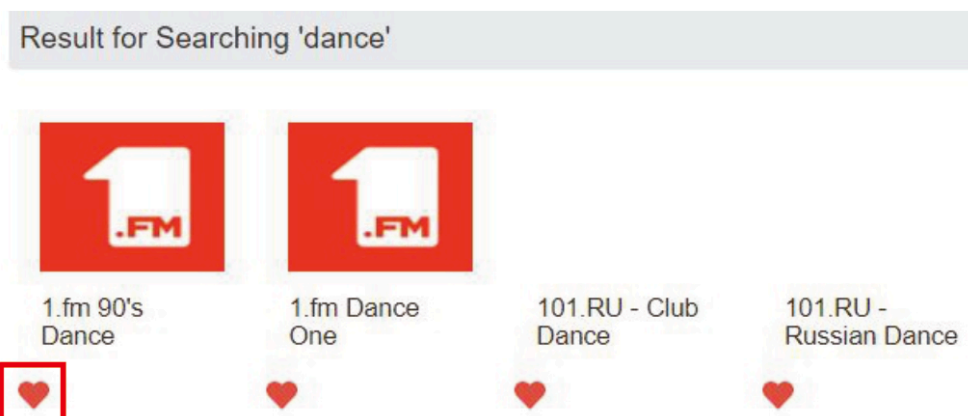 Result for Searching 'dance'
.FM
.FM
1.fm 90's
Dance
1.fm Dance
One
101.RU - Club
Dance
101.RU -
Russian Dance